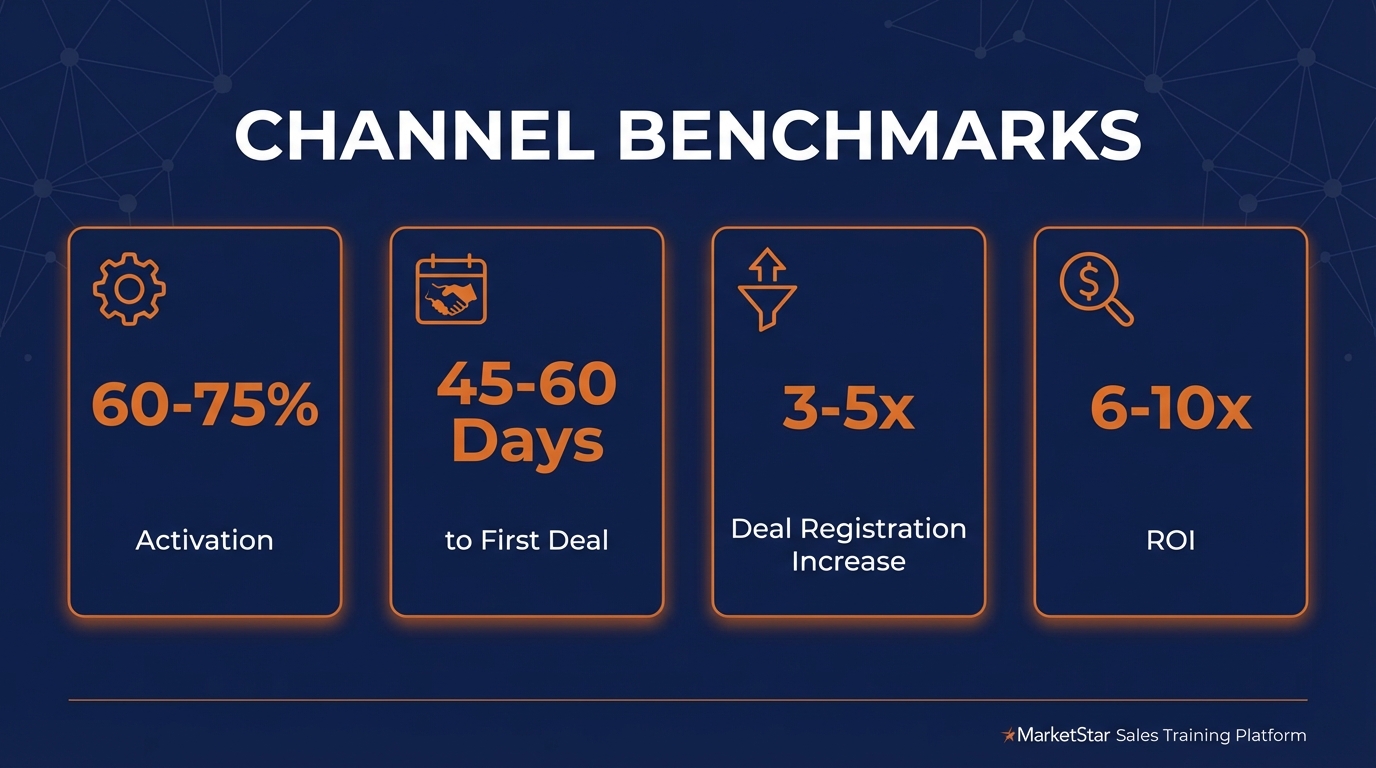 CHANNEL BENCHMARKS
60-75%
Activation
45-60
Days
to First Deal
3-5x
Deal Registration
Increase
6-10x
ROI
MarketStar Sales Training Platform